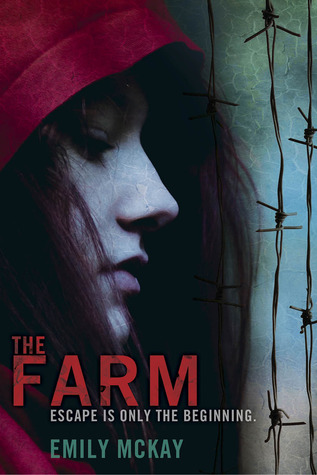 THE
FARM
ESCAPE IS ONLY THE BEGINNING.
EMILY MCKAY